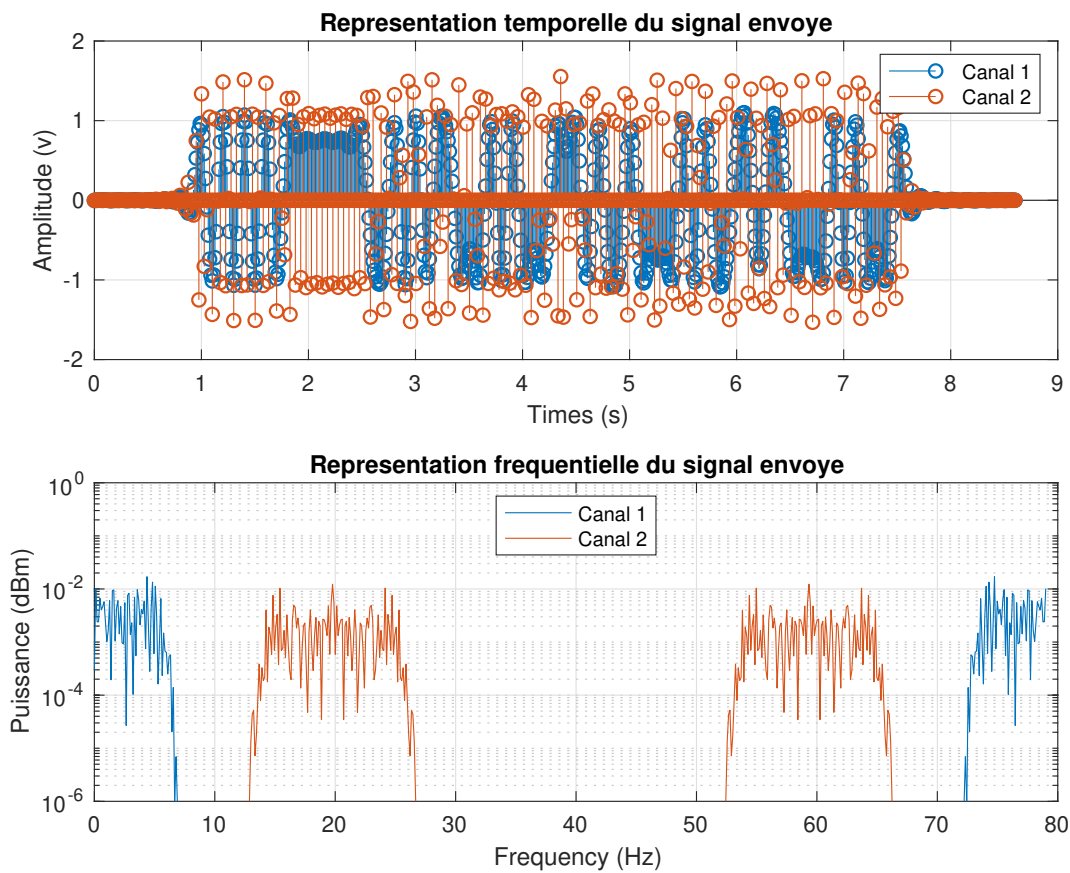 Representation temporelle du signal envoye
2
1
0
-1
-2
Amplitude (v)
Canal 1
Canal 2
0 1 2 3 4 5 6 7 8 9
Times (s)
Representation frequentielle du signal envoye
10^0
10^-2
10^-4
10^-6
Puissance (dBm)
Canal 1
Canal 2
0 10 20 30 40 50 60 70 80
Frequency (Hz)